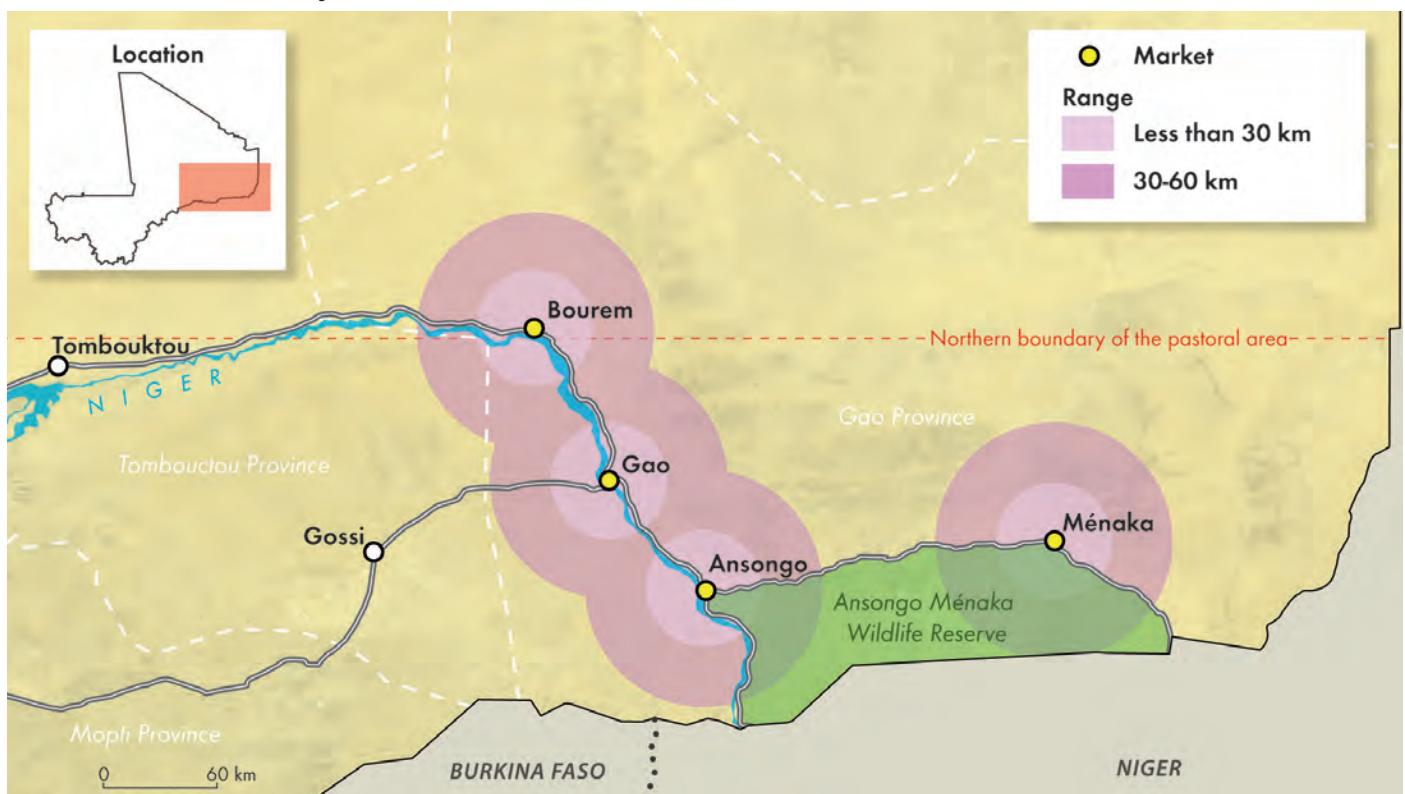 Location
Market
Range
Less than 30 km
30-60 km
Bourem
Northern boundary of the pastoral area
Tombouktou
NIGER
Gao Province
Tombouctou Province
Gao
Gossi
Ménaka
Ansongo
Ansongo Ménaka
Wildlife Reserve
Mopti Province
0 60 km
BURKINA FASO
NIGER